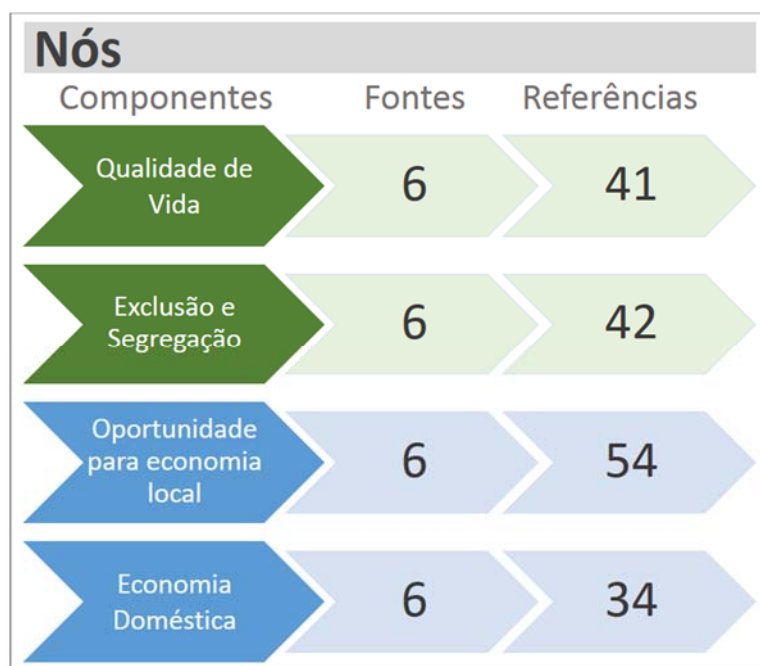 Nós
Componentes Fontes Referências
Qualidade de
Vida
6 41
Exclusão e
Segregação
6 42
Oportunidade
para economia
local
6 54
Economia
Doméstica
6 34